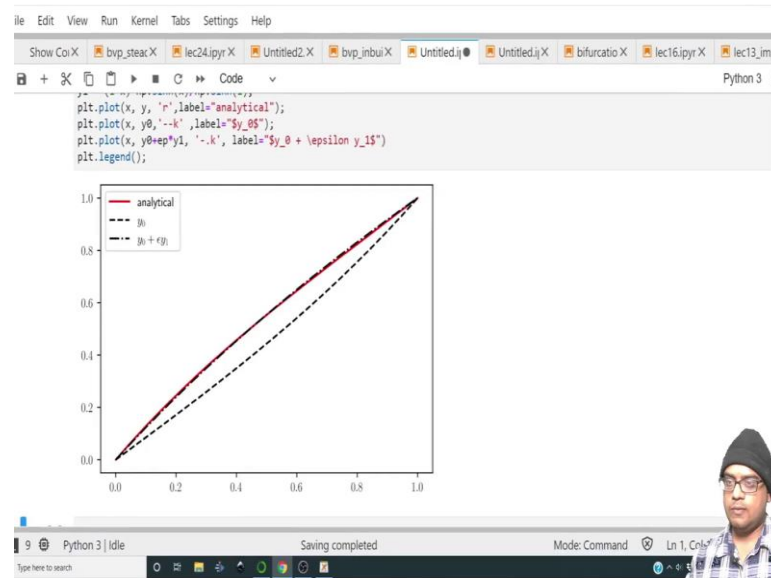 ile Edit View Run Kernel Tabs Settings Help
Show Co bvp_steac lec24.ipyr Untitled2. bvp_inbui Untitled.ij Untitled.ij bifurcatio lec16.ipyr lec13_im
Code Python 3
plt.plot(x, y, 'r',label="analytical");
plt.plot(x, y0,'--k' ,label="$y_0$");
plt.plot(x, y0+ep*y1, '-.k', label="$y_0 + \epsilon y_1$")
plt.legend();
1.0
analytical
y₀
y₀ + ϵy₁
0.8
0.6
0.4
0.2
0.0
0.0 0.2 0.4 0.6 0.8 1.0
9 Python 3 | Idle Saving completed Mode: Command Ln 1, Col
Type here to search